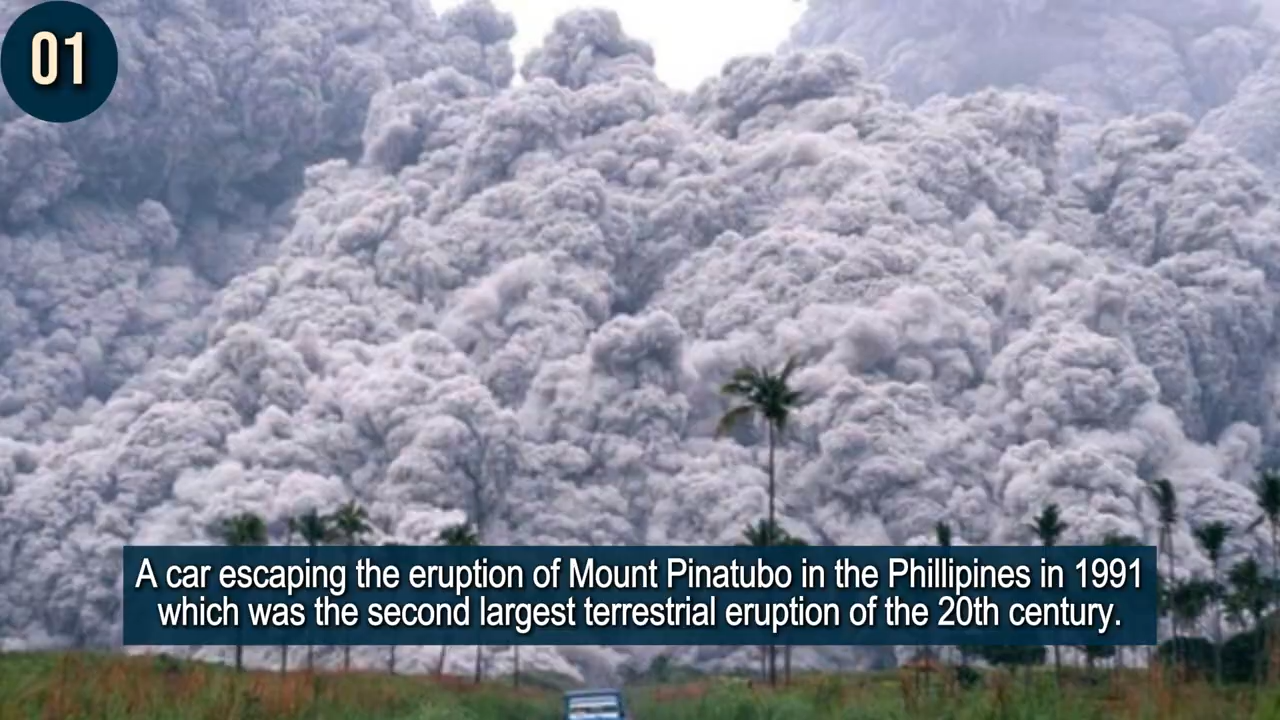 01
A car escaping the eruption of Mount Pinatubo in the Phillipines in 1991
which was the second largest terrestrial eruption of the 20th century.